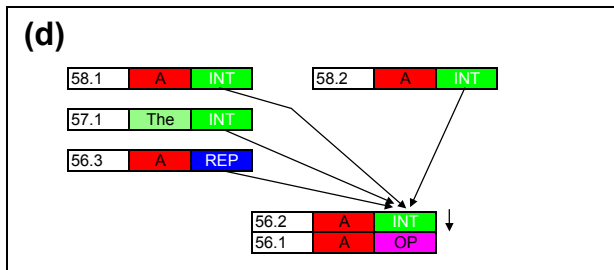 (d)
58.1 A INT 58.2 A INT
57.1 The INT
56.3 A REP
56.2 A INT
56.1 A OP